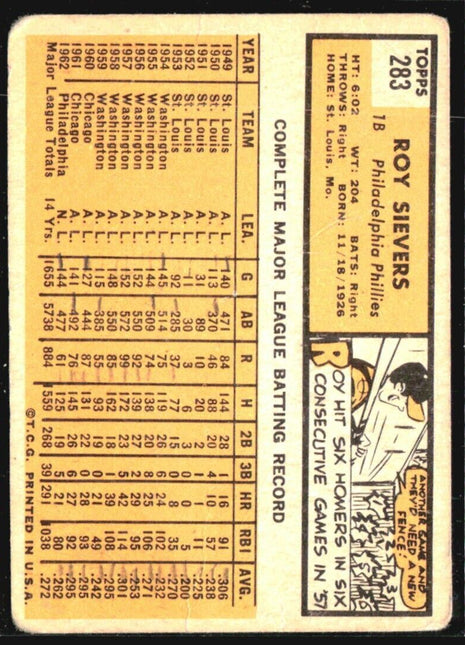 TOPPS
283
ROY SIEVERS
1B Philadelphia Phillies
HT: 6:02 WT: 204 BATS: Right
THROWS: Right BORN: 11/18/1926
HOME: St. Louis, Mo.
ANOTHER GAME AND
THEY'D NEED A NEW
FENCE!
ROY HIT SIX HOMERS IN SIX
CONSECUTIVE GAMES IN '57
COMPLETE MAJOR LEAGUE BATTING RECORD
YEAR TEAM LEA. G AB R H 2B 3B HR RBI AVG.
1949 St. Louis A. L. 140 471 84 144 28 1 16 91 .306
1950 St. Louis A. L. 113 370 46 88 20 4 10 57 .238
1951 St. Louis A. L. 31 89 10 20 2 1 1 11 .225
1952 St. Louis A. L. 11 30 3 6 3 0 0 5 .200
1953 St. Louis A. L. 92 285 37 77 15 0 8 35 .270
1954 Washington A. L. 145 514 75 119 26 6 24 102 .232
1955 Washington A. L. 144 509 74 138 20 8 25 106 .271
1956 Washington A. L. 152 550 92 139 27 2 29 95 .253
1957 Washington A. L. 152 572 99 172 23 5 42 114 .301
1958 Washington A. L. 148 550 85 162 18 1 39 108 .295
1959 Washington A. L. 115 385 55 93 19 0 21 49 .242
1960 Chicago A. L. 127 444 87 131 22 0 28 93 .295
1961 Chicago A. L. 141 492 76 145 26 6 27 92 .295
1962 Philadelphia N. L. 144 477 61 125 19 5 21 80 .262
Major League Totals 14 Yrs. 1655 5738 884 1559 268 39 291 1038 .272
©T.C.G. PRINTED IN U.S.A.